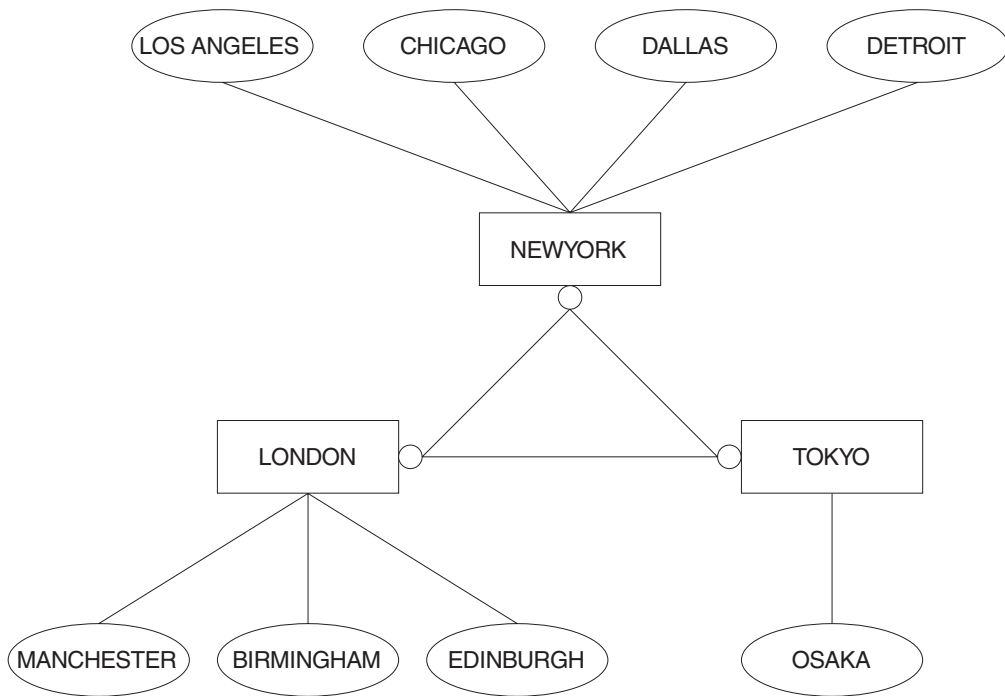 LOS ANGELES
CHICAGO
DALLAS
DETROIT
NEWYORK
LONDON
TOKYO
MANCHESTER
BIRMINGHAM
EDINBURGH
OSAKA